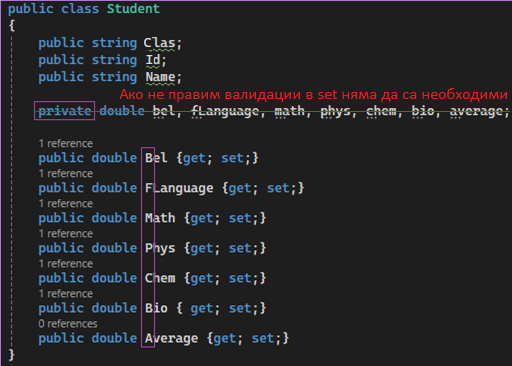 public class Student
{
public string Clas;
public string Id;
public string Name;
Ако не правим валидации в set няма да са необходими
private double bel, fLanguage, math, phys, chem, bio, average;
1 reference
public double Bel {get; set;}
1 reference
public double FLanguage {get; set;}
1 reference
public double Math {get; set;}
1 reference
public double Phys {get; set;}
1 reference
public double Chem {get; set;}
1 reference
public double Bio { get; set;}
0 references
public double Average {get; set;}
}